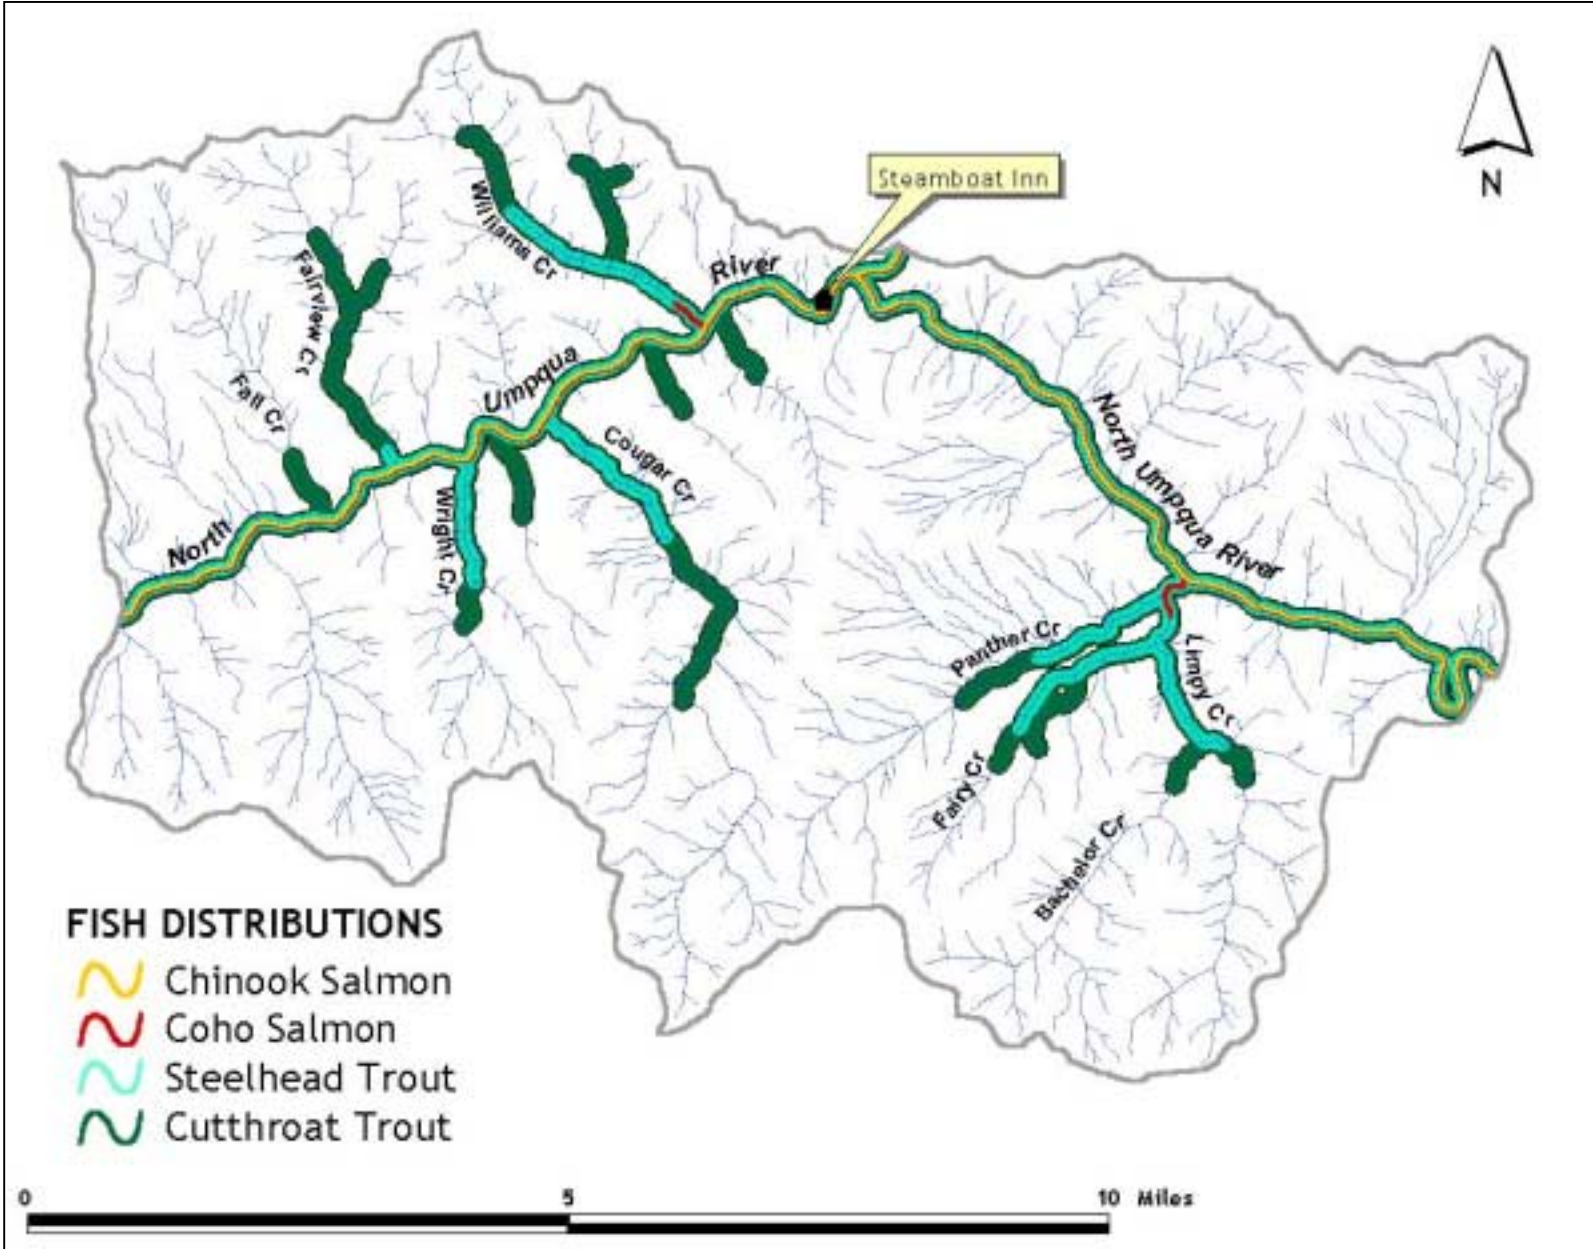 Steamboat Inn
N
Williams Cr
River
Fairview Cr
Umpqua
Fall Cr
North Umpqua River
Cougar Cr
Wright Cr
North
Panther Cr
Limpy Cr
Fairy Cr
Bachelor Cr
FISH DISTRIBUTIONS
Chinook Salmon
Coho Salmon
Steelhead Trout
Cutthroat Trout
0 5 10 Miles